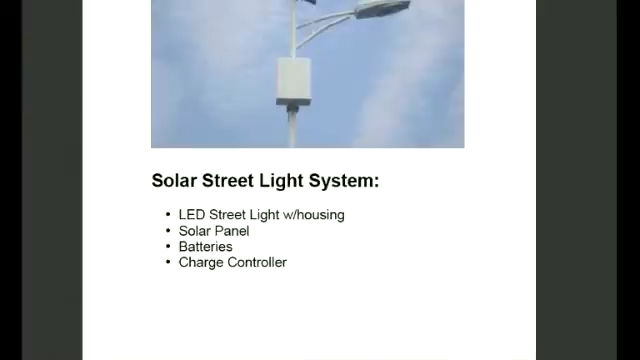 Solar Street Light System:
• LED Street Light w/housing
• Solar Panel
• Batteries
• Charge Controller